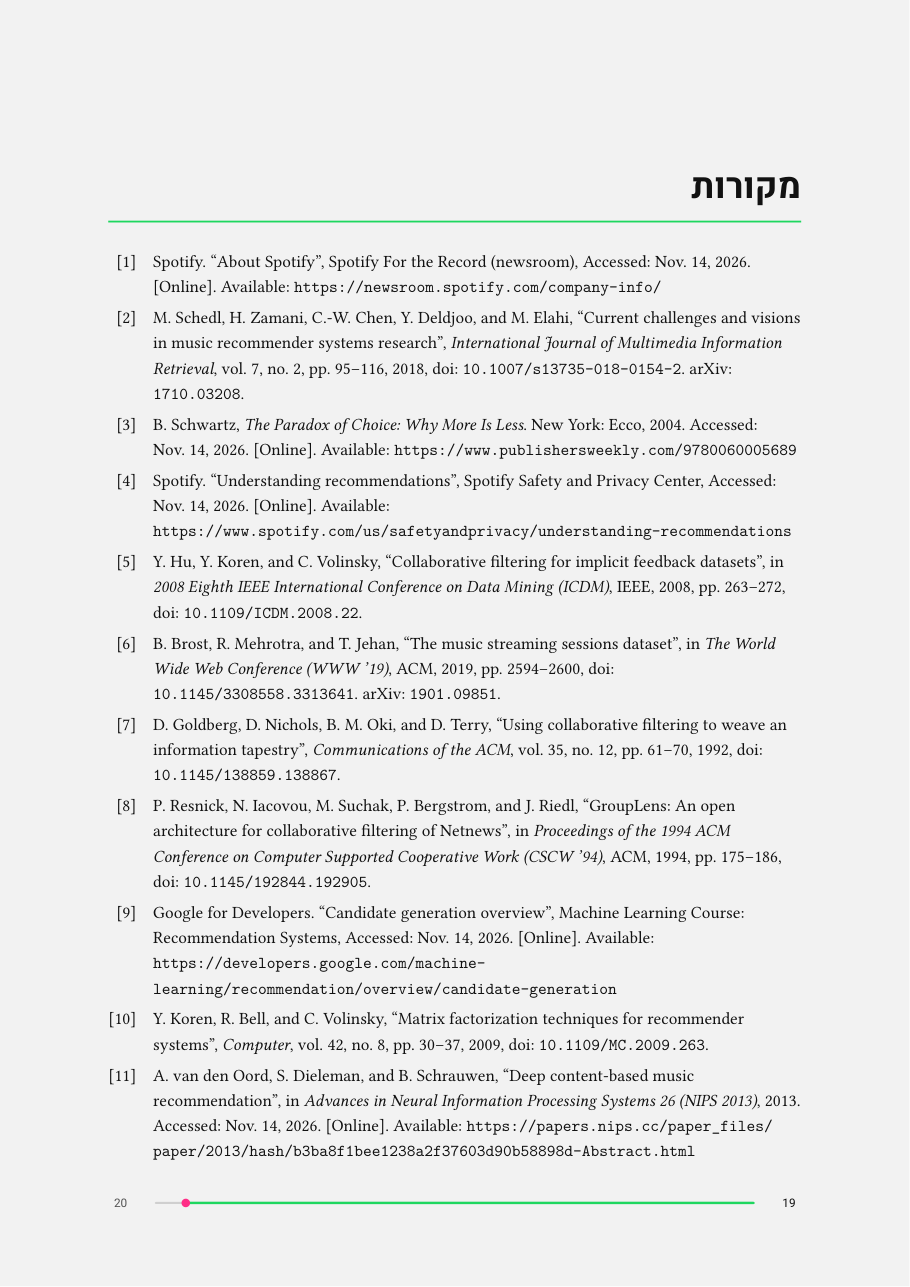 מקורות
[1] Spotify. “About Spotify”, Spotify For the Record (newsroom), Accessed: Nov. 14, 2026.
[Online]. Available: https://newsroom.spotify.com/company-info/
[2] M. Schedl, H. Zamani, C.-W. Chen, Y. Deldjoo, and M. Elahi, “Current challenges and visions
in music recommender systems research”, International Journal of Multimedia Information
Retrieval, vol. 7, no. 2, pp. 95–116, 2018, doi: 10.1007/s13735-018-0154-2. arXiv:
1710.03208.
[3] B. Schwartz, The Paradox of Choice: Why More Is Less. New York: Ecco, 2004. Accessed:
Nov. 14, 2026. [Online]. Available: https://www.publishersweekly.com/9780060005689
[4] Spotify. “Understanding recommendations”, Spotify Safety and Privacy Center, Accessed:
Nov. 14, 2026. [Online]. Available:
https://www.spotify.com/us/safetyandprivacy/understanding-recommendations
[5] Y. Hu, Y. Koren, and C. Volinsky, “Collaborative filtering for implicit feedback datasets”, in
2008 Eighth IEEE International Conference on Data Mining (ICDM), IEEE, 2008, pp. 263–272,
doi: 10.1109/ICDM.2008.22.
[6] B. Brost, R. Mehrotra, and T. Jehan, “The music streaming sessions dataset”, in The World
Wide Web Conference (WWW ’19), ACM, 2019, pp. 2594–2600, doi:
10.1145/3308558.3313641. arXiv: 1901.09851.
[7] D. Goldberg, D. Nichols, B. M. Oki, and D. Terry, “Using collaborative filtering to weave an
information tapestry”, Communications of the ACM, vol. 35, no. 12, pp. 61–70, 1992, doi:
10.1145/138859.138867.
[8] P. Resnick, N. Iacovou, M. Suchak, P. Bergstrom, and J. Riedl, “GroupLens: An open
architecture for collaborative filtering of Netnews”, in Proceedings of the 1994 ACM
Conference on Computer Supported Cooperative Work (CSCW ’94), ACM, 1994, pp. 175–186,
doi: 10.1145/192844.192905.
[9] Google for Developers. “Candidate generation overview”, Machine Learning Course:
Recommendation Systems, Accessed: Nov. 14, 2026. [Online]. Available:
https://developers.google.com/machine-
learning/recommendation/overview/candidate-generation
[10] Y. Koren, R. Bell, and C. Volinsky, “Matrix factorization techniques for recommender
systems”, Computer, vol. 42, no. 8, pp. 30–37, 2009, doi: 10.1109/MC.2009.263.
[11] A. van den Oord, S. Dieleman, and B. Schrauwen, “Deep content-based music
recommendation”, in Advances in Neural Information Processing Systems 26 (NIPS 2013), 2013.
Accessed: Nov. 14, 2026. [Online]. Available: https://papers.nips.cc/paper_files/
paper/2013/hash/b3ba8f1bee1238a2f37603d90b58898d-Abstract.html
20 19